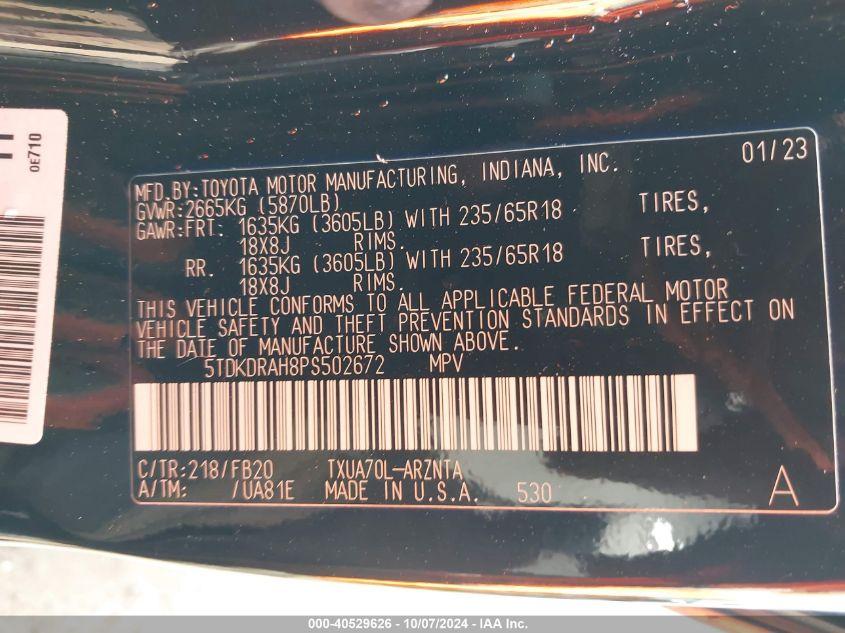 11
0E710
01/23
MFD.BY:TOYOTA MOTOR MANUFACTURING, INDIANA, INC.
GVWR:2665KG (5870LB)
GAWR:FRT. 1635KG (3605LB) WITH 235/65R18 TIRES,
18X8J RIMS.
RR. 1635KG (3605LB) WITH 235/65R18 TIRES,
18X8J RIMS.
THIS VEHICLE CONFORMS TO ALL APPLICABLE FEDERAL MOTOR
VEHICLE SAFETY AND THEFT PREVENTION STANDARDS IN EFFECT ON
THE DATE OF MANUFACTURE SHOWN ABOVE.
5TDKDRAH8PS502672 MPV
C/TR:218/FB20 TXUA70L-ARZNTA
A/TM: /UA81E MADE IN U.S.A. 530 A
000-40529626 - 10/07/2024 - IAA Inc.